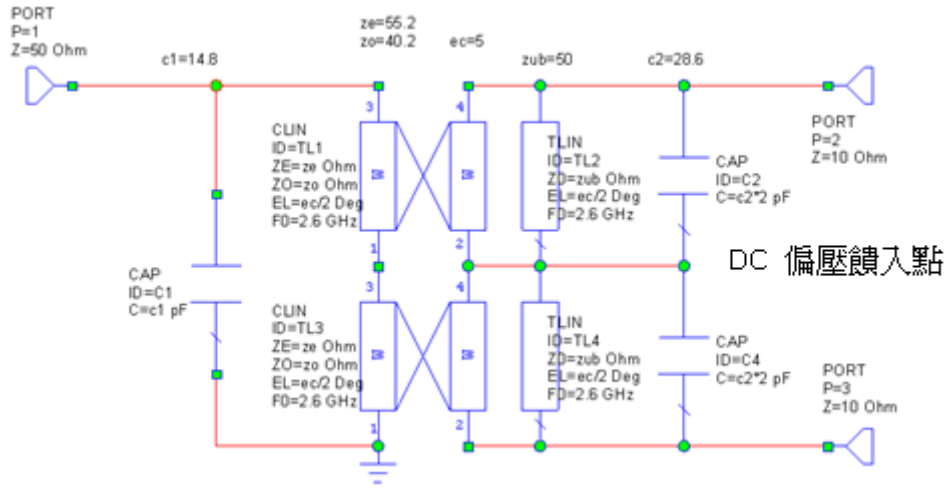 PORT
P=1
Z=50 Ohm
c1=14.8
ze=55.2
zo=40.2
ec=5
zub=50
c2=28.6
3
4
CLIN
ID=TL1
ZE=ze Ohm
ZO=zo Ohm
EL=ec/2 Deg
F0=2.6 GHz
W
W
1
2
TLIN
ID=TL2
Z0=zub Ohm
EL=ec/2 Deg
F0=2.6 GHz
CAP
ID=C2
C=c2*2 pF
PORT
P=2
Z=10 Ohm
DC 偏壓饋入點
CAP
ID=C1
C=c1 pF
3
4
CLIN
ID=TL3
ZE=ze Ohm
ZO=zo Ohm
EL=ec/2 Deg
F0=2.6 GHz
W
W
1
2
TLIN
ID=TL4
Z0=zub Ohm
EL=ec/2 Deg
F0=2.6 GHz
CAP
ID=C4
C=c2*2 pF
PORT
P=3
Z=10 Ohm